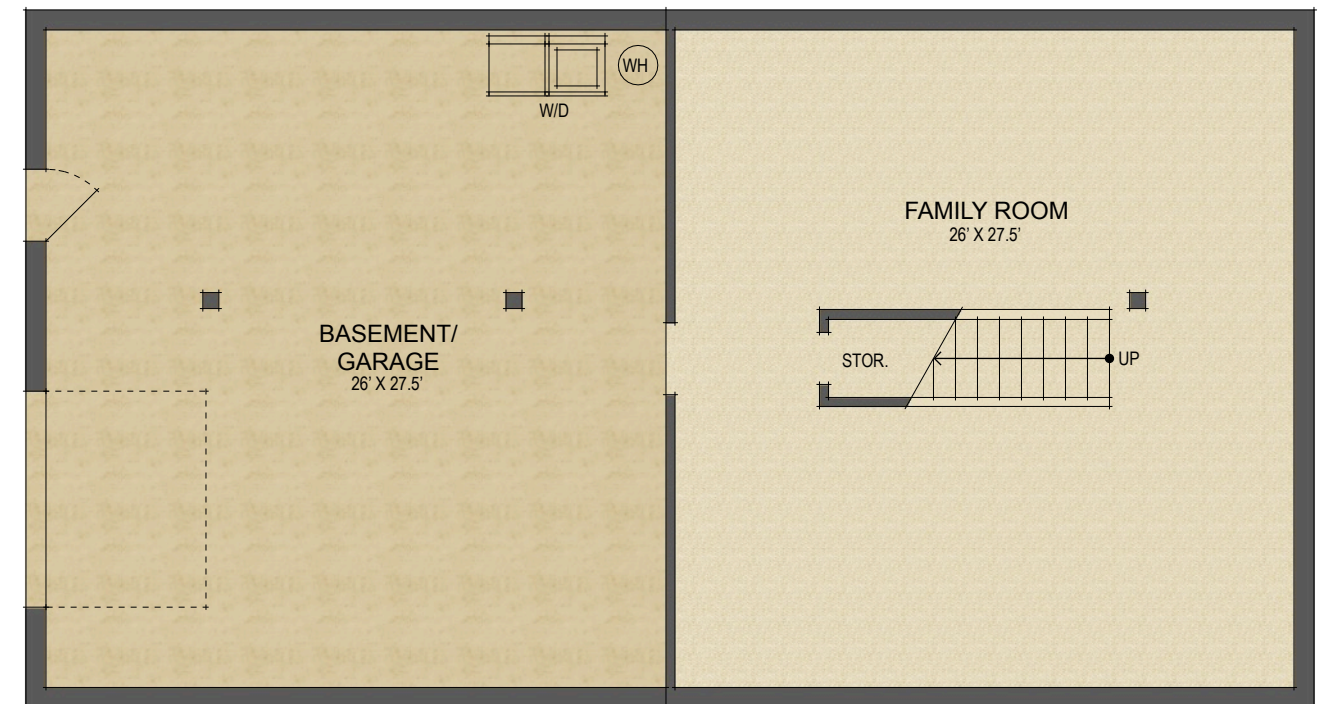 WH
W/D
FAMILY ROOM
26' X 27.5'
BASEMENT/
GARAGE
26' X 27.5'
STOR.
UP